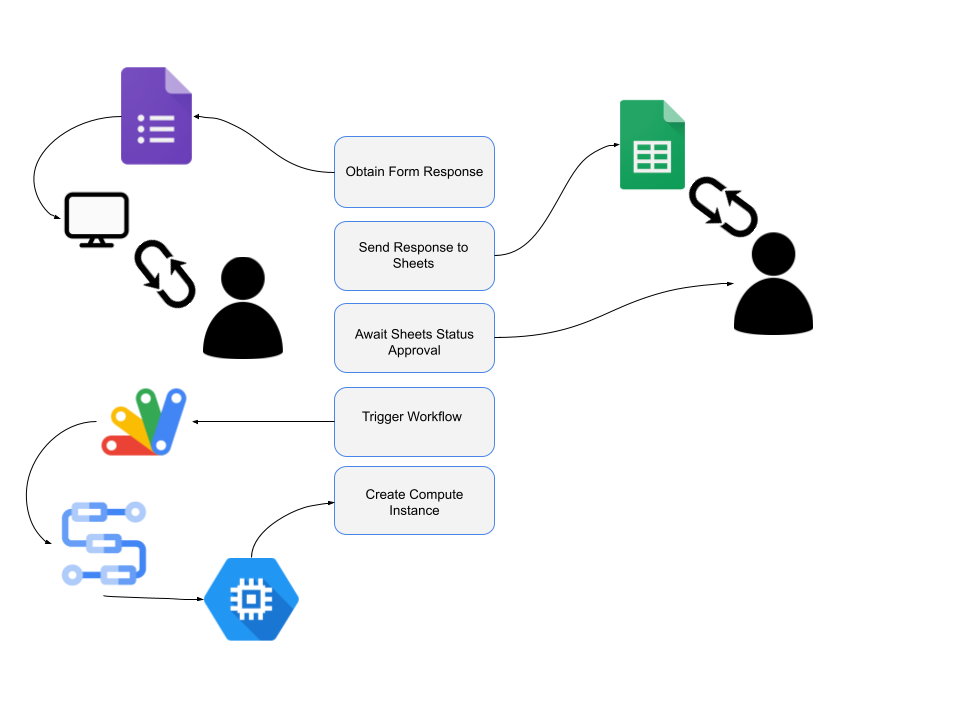 Obtain Form Response
Send Response to
Sheets
Await Sheets Status
Approval
Trigger Workflow
Create Compute
Instance